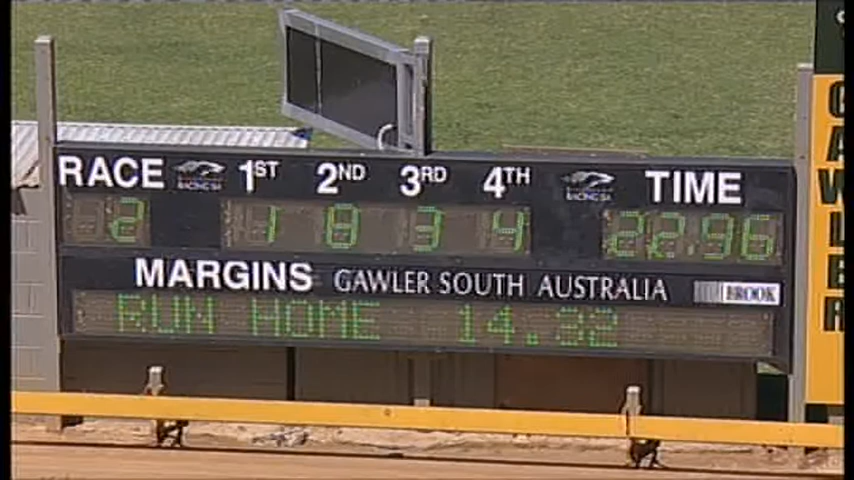 RACE 1ST 2ND 3RD 4TH TIME
2 1 8 3 4 22.96
MARGINS GAWLER SOUTH AUSTRALIA BROOK
RUN HOME 14.32
GAWLER